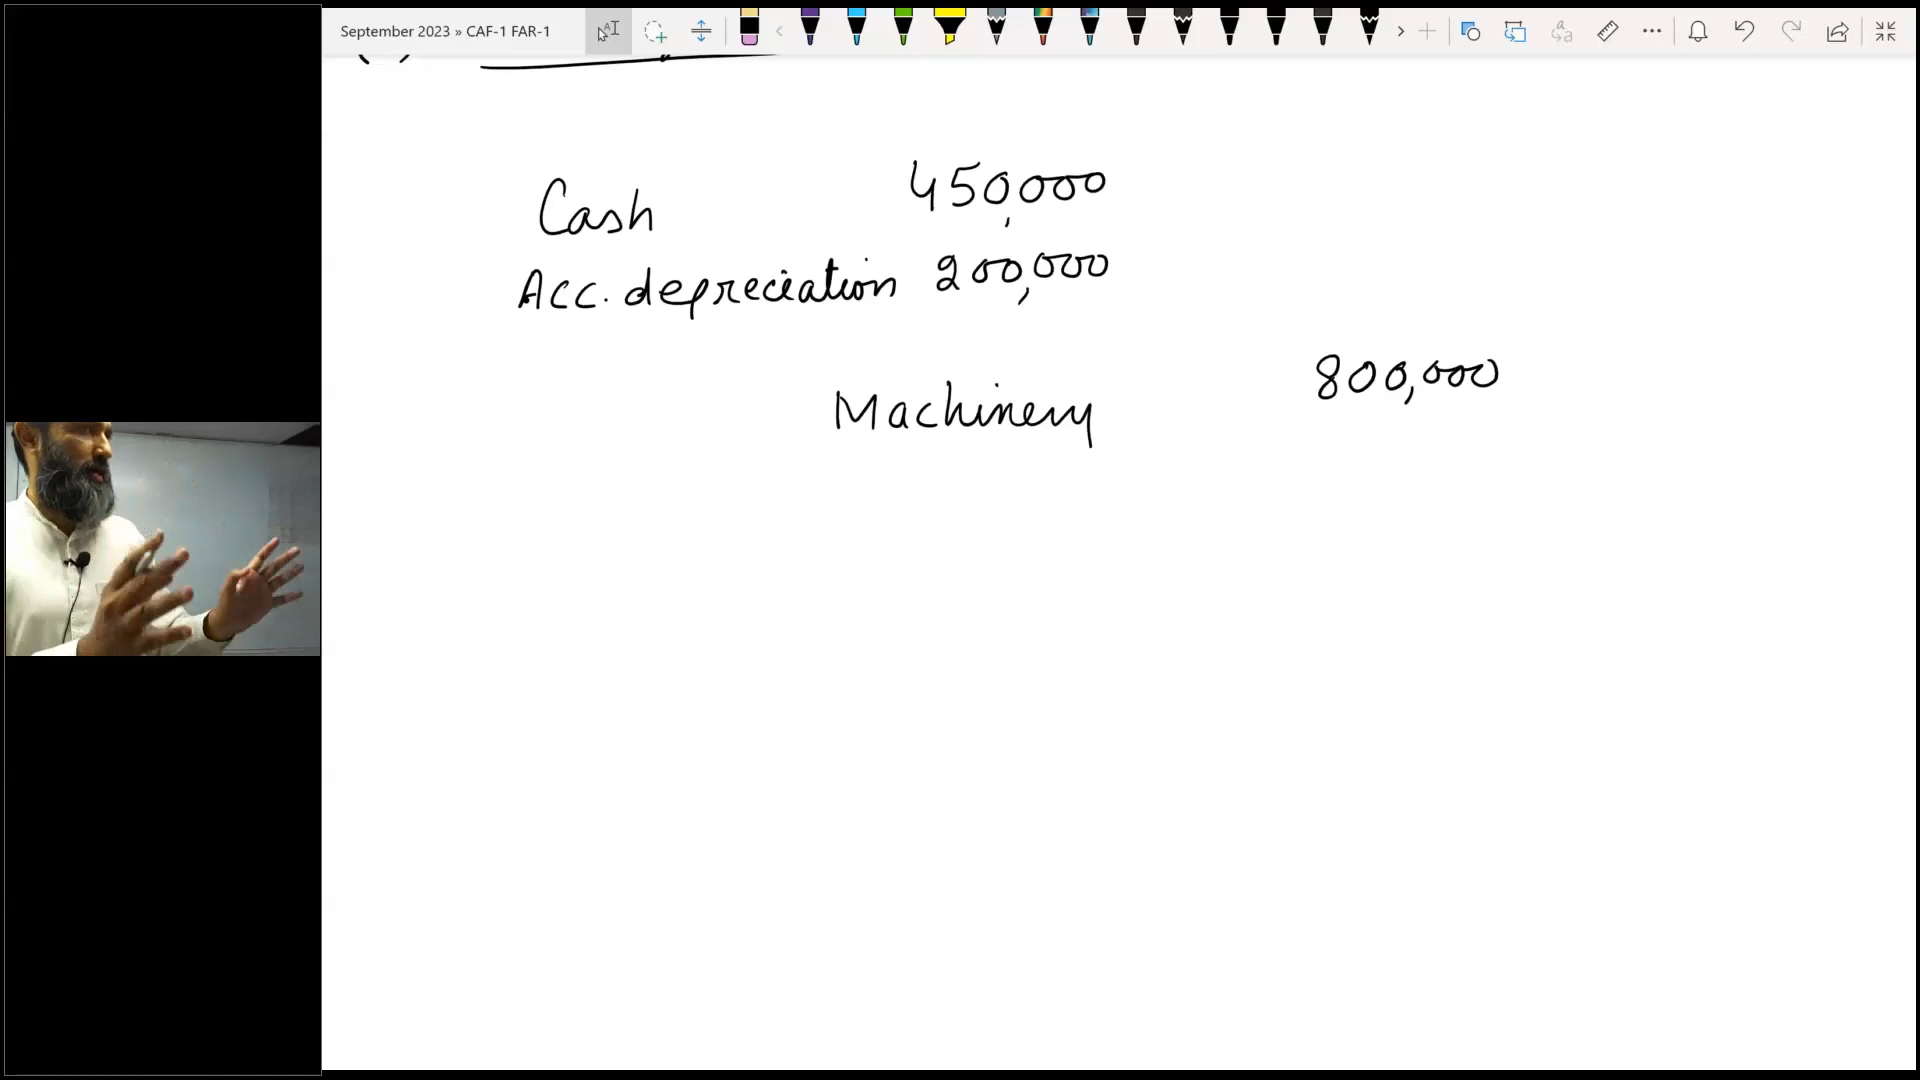 September 2023 » CAF-1 FAR-1
Cash 450,000
Acc. depreciation 200,000
Machinery 800,000